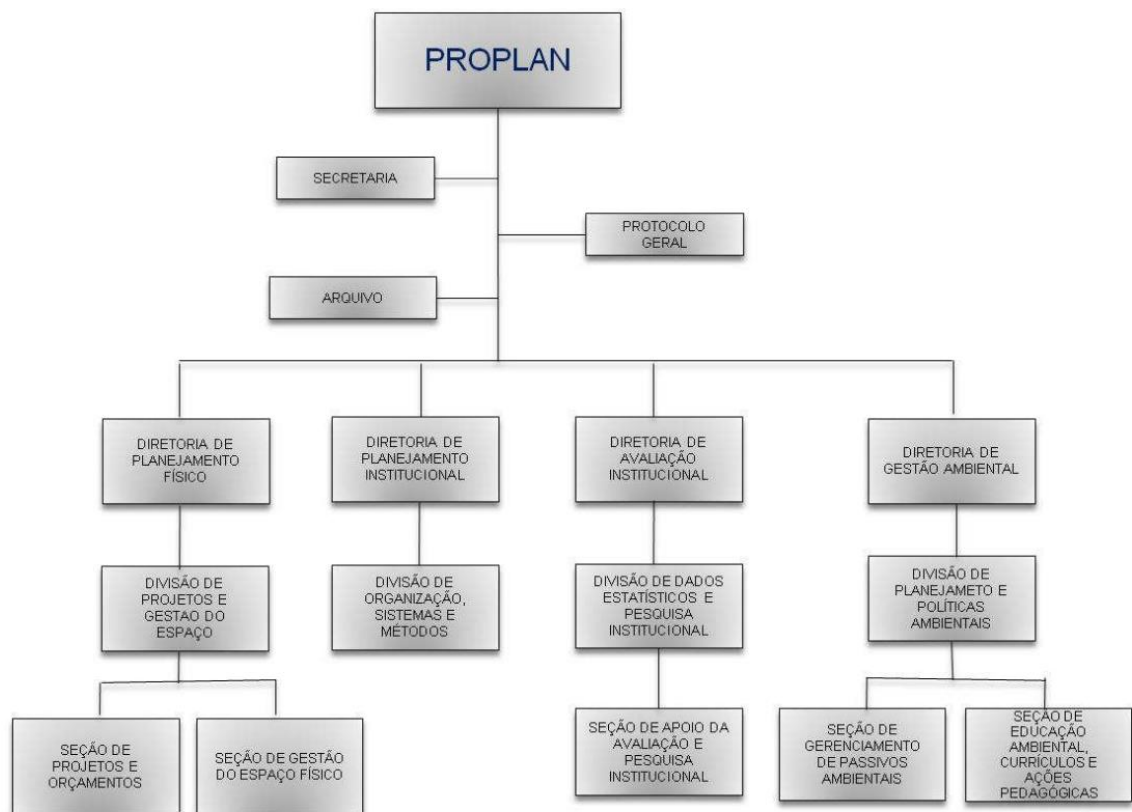 PROPLAN
SECRETARIA
PROTOCOLO
GERAL
ARQUIVO
DIRETORIA DE
PLANEJAMENTO
FÍSICO
DIRETORIA DE
PLANEJAMENTO
INSTITUCIONAL
DIRETORIA DE
AVALIAÇÃO
INSTITUCIONAL
DIRETORIA DE
GESTÃO AMBIENTAL
DIVISÃO DE
PROJETOS E
GESTAO DO
ESPAÇO
DIVISÃO DE
ORGANIZAÇÃO,
SISTEMAS E
MÉTODOS
DIVISÃO DE DADOS
ESTATÍSTICOS E
PESQUISA
INSTITUCIONAL
DIVISÃO DE
PLANEJAMETO E
POLÍTICAS
AMBIENTAIS
SEÇÃO DE
PROJETOS E
ORÇAMENTOS
SEÇÃO DE GESTÃO
DO ESPAÇO FÍSICO
SEÇÃO DE APOIO DA
AVALIAÇÃO E
PESQUISA
INSTITUCIONAL
SEÇÃO DE
GERENCIAMENTO
DE PASSIVOS
AMBIENTAIS
SEÇÃO DE
EDUCAÇÃO
AMBIENTAL,
CURRÍCULOS E
AÇÕES
PEDAGÓGICAS